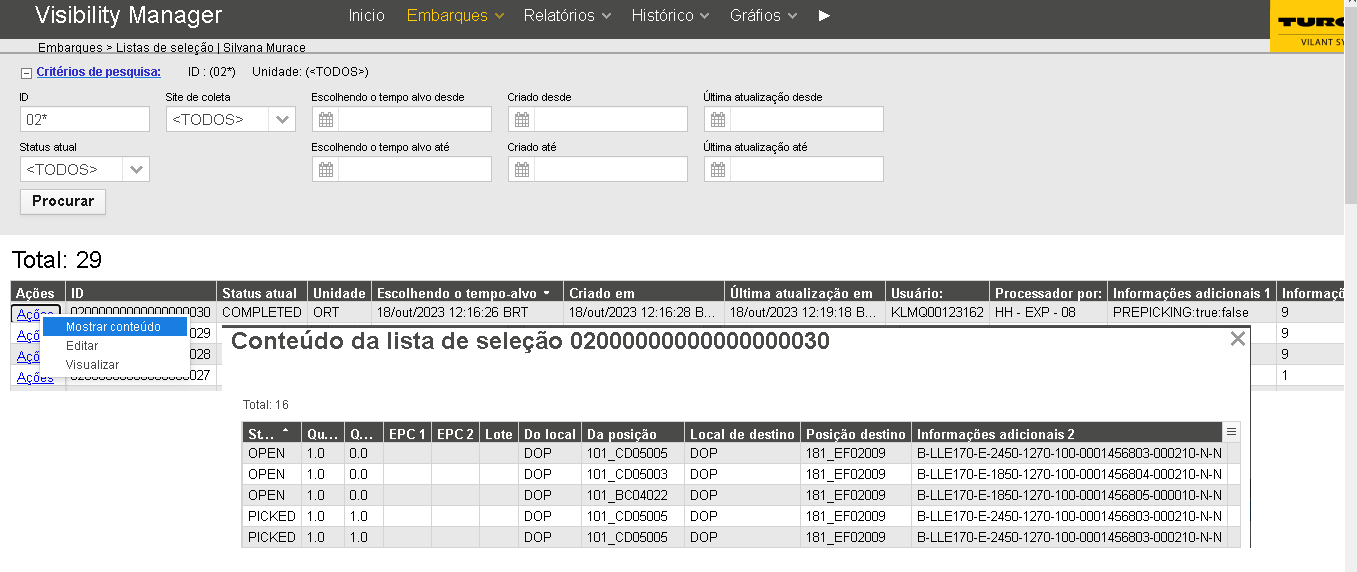 Visibility Manager Início Embarques Relatórios Histórico Gráfios
TURC
VILANT SY
Embarques > Listas de seleção | Silvana Murace
Critérios de pesquisa: ID : (02*) Unidade: (<TODOS>)
ID Site de coleta Escolhendo o tempo alvo desde Criado desde Última atualização desde
02* <TODOS>
Status atual Escolhendo o tempo alvo até Criado até Última atualização até
<TODOS>
Procurar
Total: 29
Ações ID Status atual Unidade Escolhendo o tempo-alvo Criado em Última atualização em Usuário: Processador por: Informações adicionais 1 Informaçõ
Ações 02000000000000000030 COMPLETED ORT 18/out/2023 12:16:26 BRT 18/out/2023 12:16:28 B... 18/out/2023 12:19:18 B... KLMQ00123162 HH - EXP - 08 PREPICKING:true:false 9
Mostrar conteúdo
Editar
Visualizar
Açõ 29 9
Açõ 28 9
Ações 02000000000000000027 1
Conteúdo da lista de seleção 02000000000000000030
Total: 16
St... Qu... Q... EPC 1 EPC 2 Lote Do local Da posição Local de destino Posição destino Informações adicionais 2
OPEN 1.0 0.0 DOP 101_CD05005 DOP 181_EF02009 B-LLE170-E-2450-1270-100-0001456803-000210-N-N
OPEN 1.0 0.0 DOP 101_CD05003 DOP 181_EF02009 B-LLE170-E-1850-1270-100-0001456804-000210-N-N
OPEN 1.0 0.0 DOP 101_BC04022 DOP 181_EF02009 B-LLE170-E-1850-1270-100-0001456805-000010-N-N
PICKED 1.0 1.0 DOP 101_CD05005 DOP 181_EF02009 B-LLE170-E-2450-1270-100-0001456803-000210-N-N
PICKED 1.0 1.0 DOP 101_CD05005 DOP 181_EF02009 B-LLE170-E-2450-1270-100-0001456803-000210-N-N